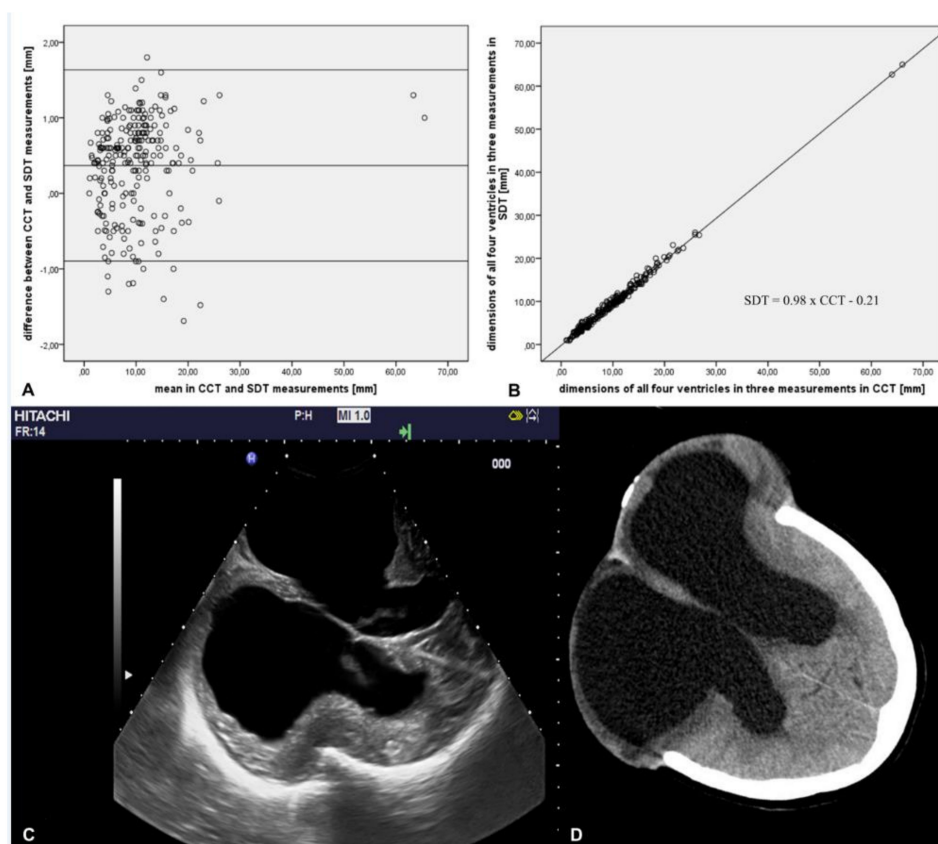 difference between CCT and SDT measurements [mm]
2,00
1,00
,00
-1,00
-2,00
,00
10,00
20,00
30,00
40,00
50,00
60,00
70,00
mean in CCT and SDT measurements [mm]
A
dimensions of all four ventricles in three measurements in
SDT [mm]
70,00
60,00
50,00
40,00
30,00
20,00
10,00
,00
SDT = 0.98 x CCT - 0.21
,00
10,00
20,00
30,00
40,00
50,00
60,00
70,00
dimensions of all four ventricles in three measurements in CCT [mm]
B
HITACHI
P:H
MI 1.0
FR:14
H
000
C
D